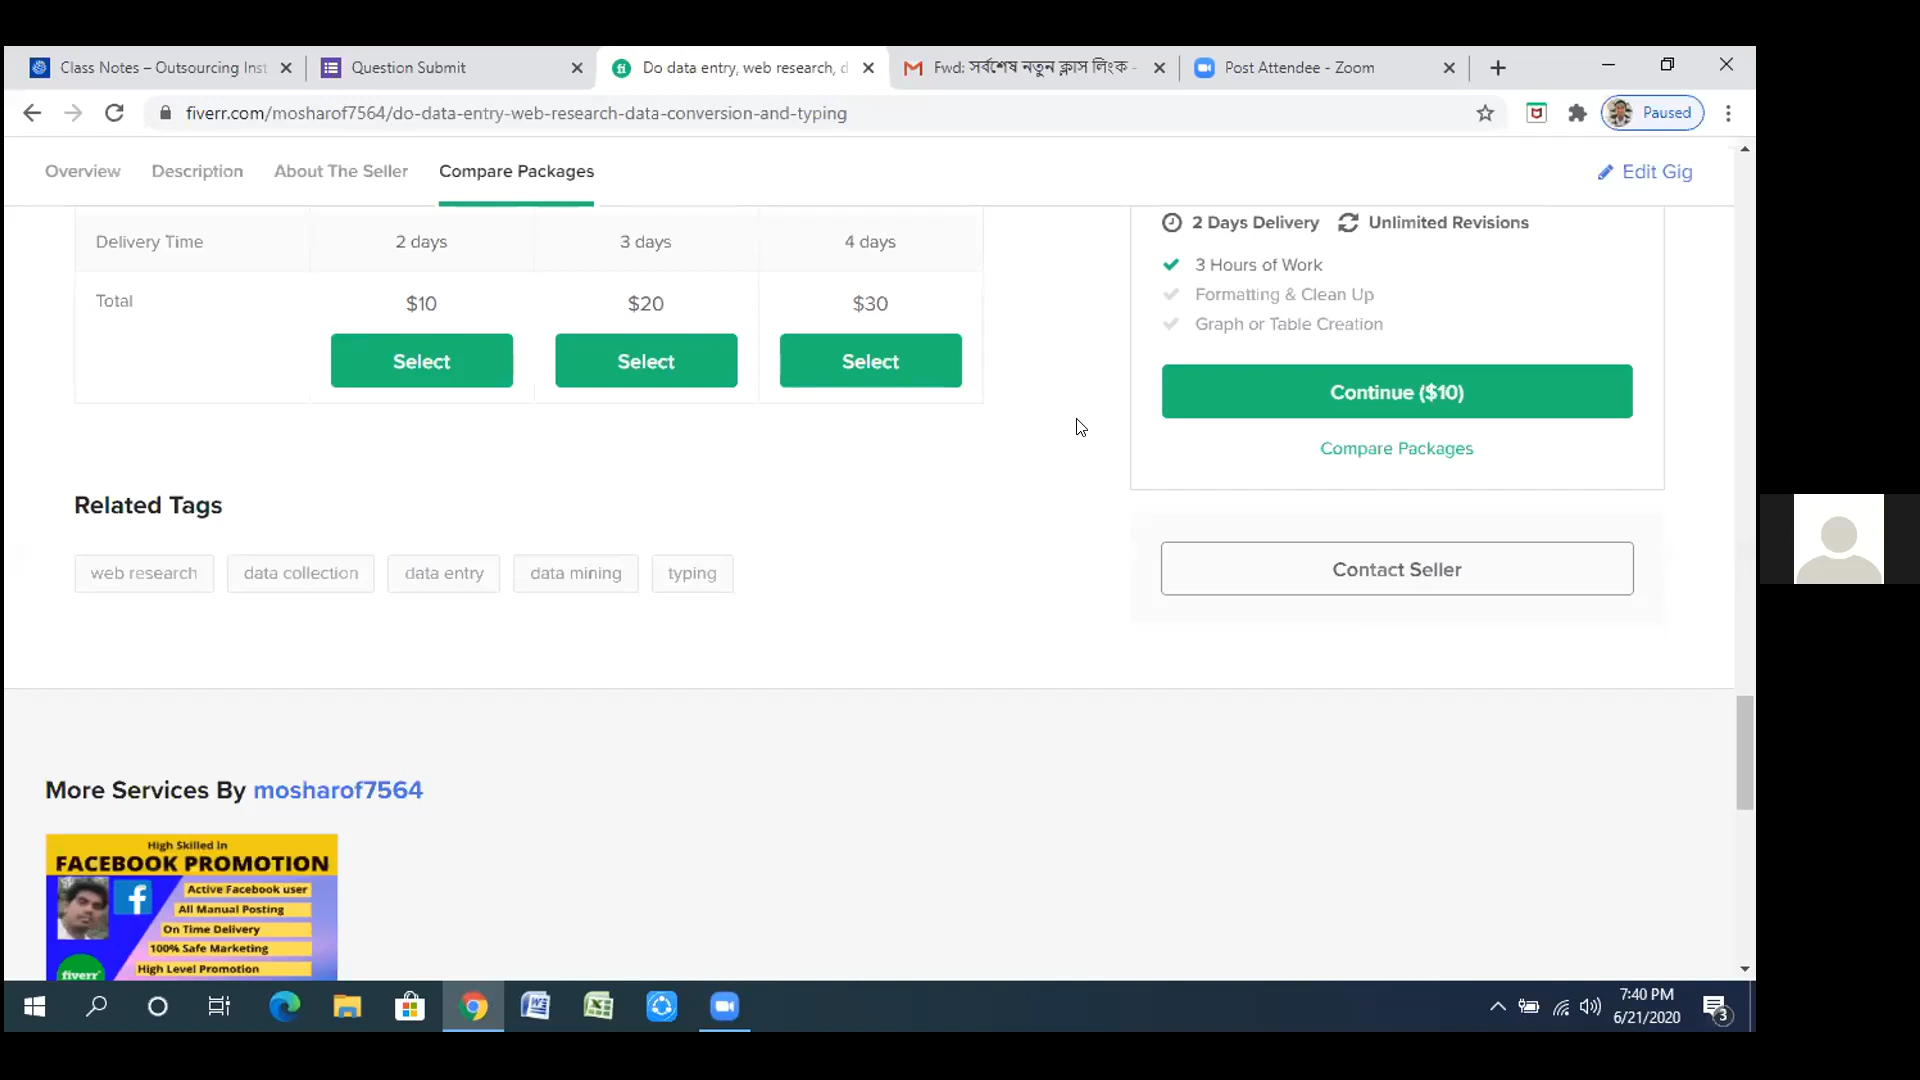 Class Notes – Outsourcing Inst
Question Submit
Do data entry, web research, d
Fwd: সর্বশেষ নতুন ক্লাস লিংক -
Post Attendee - Zoom
fiverr.com/mosharof7564/do-data-entry-web-research-data-conversion-and-typing
Paused
Overview
Description
About The Seller
Compare Packages
Edit Gig
Delivery Time
2 days
3 days
4 days
Total
$10
$20
$30
Select
Select
Select
2 Days Delivery
Unlimited Revisions
3 Hours of Work
Formatting & Clean Up
Graph or Table Creation
Continue ($10)
Compare Packages
Contact Seller
Related Tags
web research
data collection
data entry
data mining
typing
More Services By mosharof7564
High Skilled In
FACEBOOK PROMOTION
Active Facebook user
All Manual Posting
On Time Delivery
100% Safe Marketing
High Level Promotion
fiverr
7:40 PM
6/21/2020
3